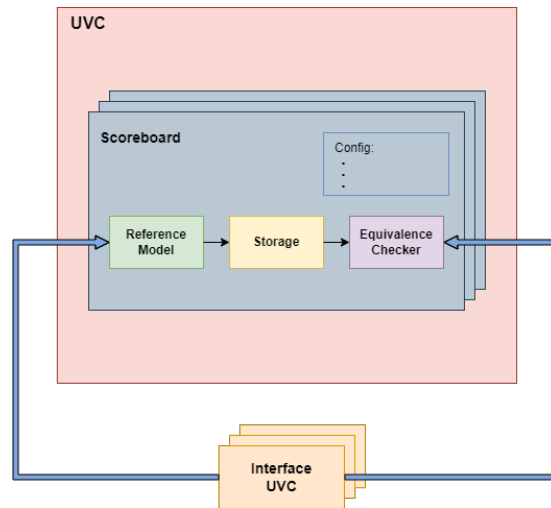 UVC
Scoreboard
Config:
Reference
Model
Storage
Equivalence
Checker
Interface
UVC